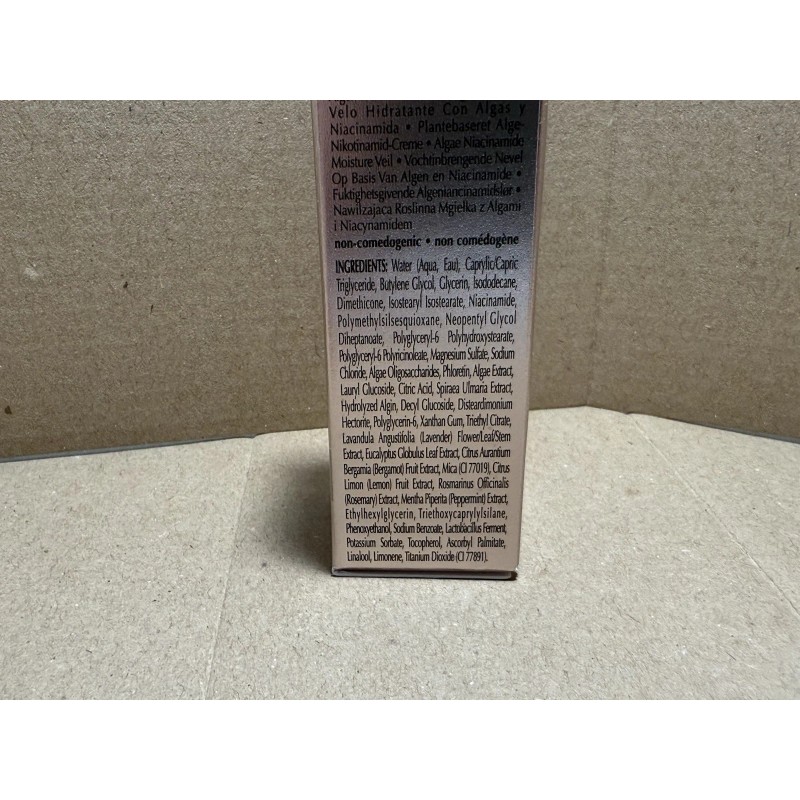 Velo Hidratante Con Algas y
Niacinamida • Plantebaseret Alge-
Nikotinamid-Creme • Algae Niacinamide
Moisture Veil • Vochtinbrengende Nevel
Op Basis Van Algen en Niacinamide •
Fuktighetsgivende Algeniancinamidslør •
Nawilzajaca Roslinna Mgielka z Algami
i Niacynamidem
non-comedogenic • non comédogène
INGREDIENTS: Water (Aqua, Eau), Caprylic/Capric
Triglyceride, Butylene Glycol, Glycerin, Isododecane,
Dimethicone, Isostearyl Isostearate, Niacinamide,
Polymethylsilsesquioxane, Neopentyl Glycol
Diheptanoate, Polyglyceryl-6 Polyhydroxystearate,
Polyglyceryl-6 Polyricinoleate, Magnesium Sulfate, Sodium
Chloride, Algae Oligosaccharides, Phloretin, Algae Extract,
Lauryl Glucoside, Citric Acid, Spiraea Ulmaria Extract,
Hydrolyzed Algin, Decyl Glucoside, Disteardimonium
Hectorite, Polyglycerin-6, Xanthan Gum, Triethyl Citrate,
Lavandula Angustifolia (Lavender) Flower/Leaf/Stem
Extract, Eucalyptus Globulus Leaf Extract, Citrus Aurantium
Bergamia (Bergamot) Fruit Extract, Mica (CI 77019), Citrus
Limon (Lemon) Fruit Extract, Rosmarinus Officinalis
(Rosemary) Extract, Mentha Piperita (Peppermint) Extract,
Ethylhexylglycerin, Triethoxycaprylylsilane,
Phenoxyethanol, Sodium Benzoate, Lactobacillus Ferment,
Potassium Sorbate, Tocopherol, Ascorbyl Palmitate,
Linalool, Limonene, Titanium Dioxide (CI 77891).